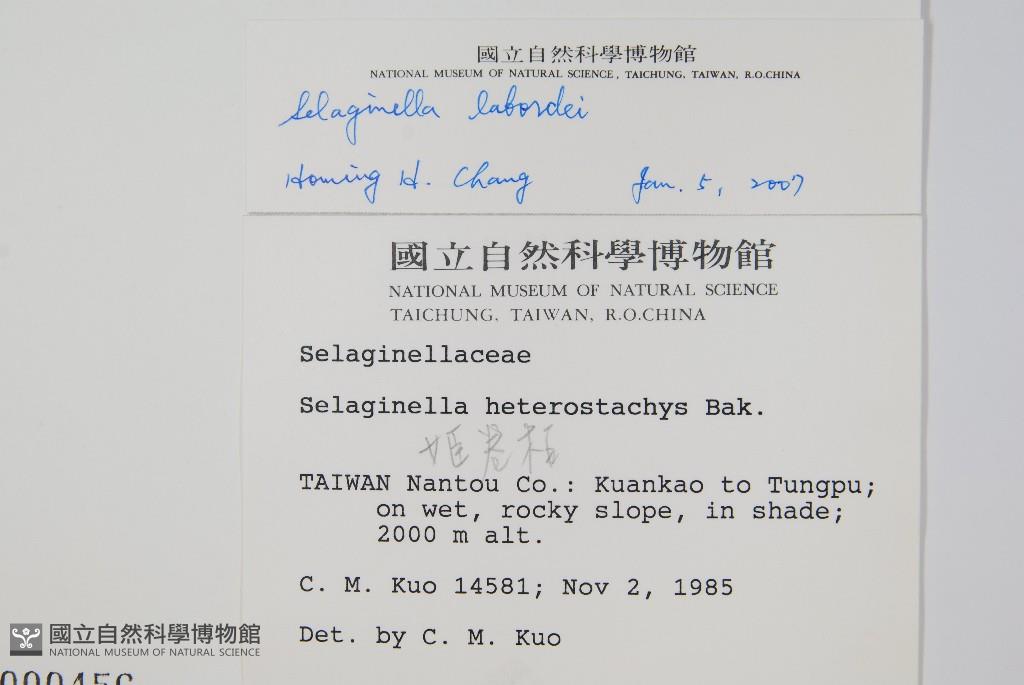 國立自然科學博物館
NATIONAL MUSEUM OF NATURAL SCIENCE, TAICHUNG, TAIWAN, R.O.CHINA
Selaginella labordei
Homing H. Chang Jan. 5, 2007
國立自然科學博物館
NATIONAL MUSEUM OF NATURAL SCIENCE
TAICHUNG, TAIWAN, R.O.CHINA
Selaginellaceae
Selaginella heterostachys Bak.
姬卷柏
TAIWAN Nantou Co.: Kuankao to Tungpu;
on wet, rocky slope, in shade;
2000 m alt.
C. M. Kuo 14581; Nov 2, 1985
Det. by C. M. Kuo
國立自然科學博物館
NATIONAL MUSEUM OF NATURAL SCIENCE